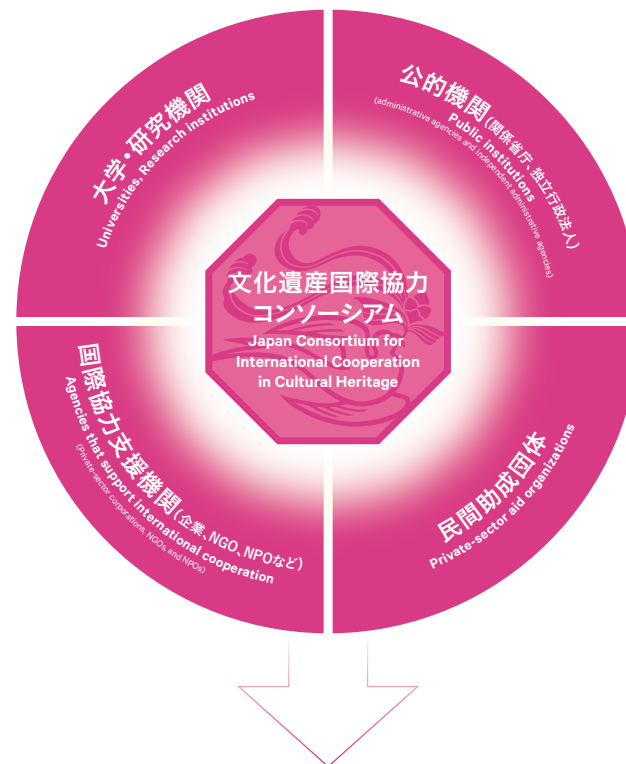 大学・研究機関
Universities, Research institutions
公的機関(関係省庁、独立行政法人)
Public institutions
(administrative agencies and independent administrative agencies)
文化遺産国際協力
コンソーシアム
Japan Consortium for
International Cooperation
in Cultural Heritage
国際協力支援機関(企業、NGO、NPOなど)
Agencies that support international cooperation
(Private-sector corporations, NGOs, and NPOs)
民間助成団体
Private-sector aid organizations